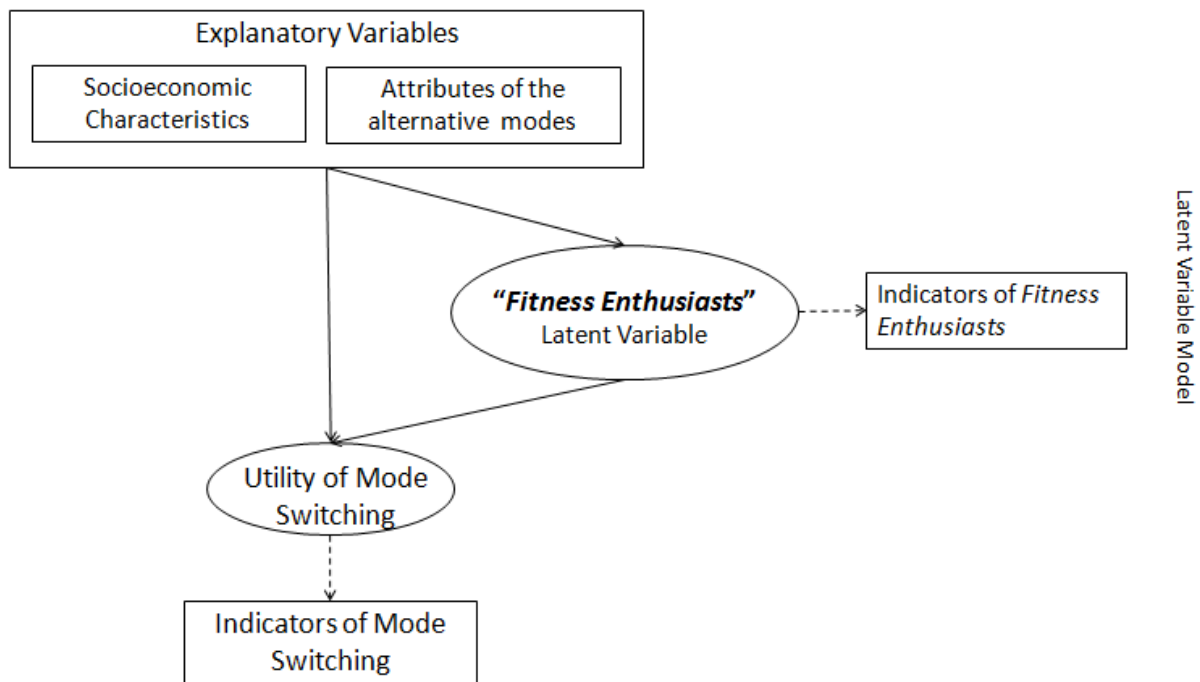 Explanatory Variables
Socioeconomic
Characteristics
Attributes of the
alternative modes
“Fitness Enthusiasts”
Latent Variable
Indicators of Fitness
Enthusiasts
Latent Variable Model
Utility of Mode
Switching
Indicators of Mode
Switching